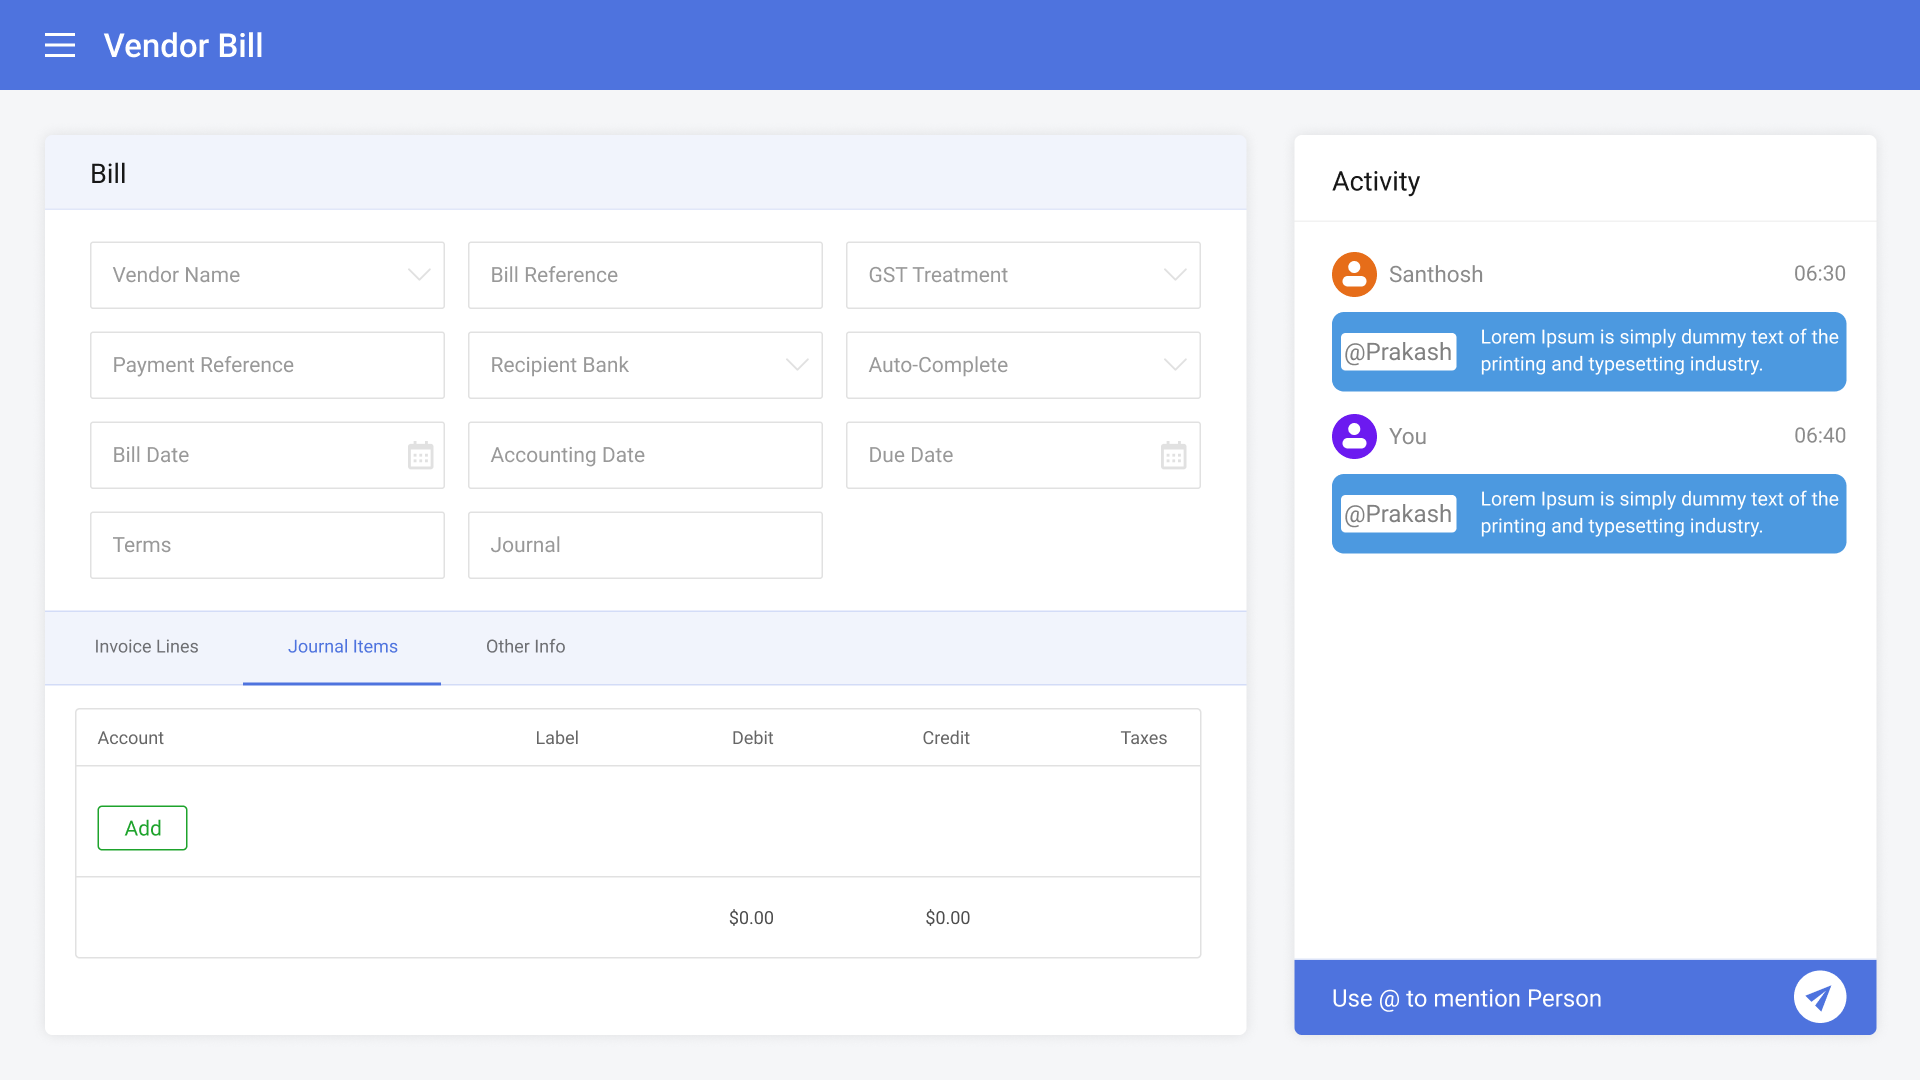 Vendor Bill
Bill
Vendor Name
Bill Reference
GST Treatment
Payment Reference
Recipient Bank
Auto-Complete
Bill Date
Accounting Date
Due Date
Terms
Journal
Invoice Lines
Journal Items
Other Info
Account
Label
Debit
Credit
Taxes
Add
$0.00
$0.00
Activity
Santhosh
06:30
@Prakash
Lorem Ipsum is simply dummy text of the
printing and typesetting industry.
You
06:40
@Prakash
Lorem Ipsum is simply dummy text of the
printing and typesetting industry.
Use @ to mention Person